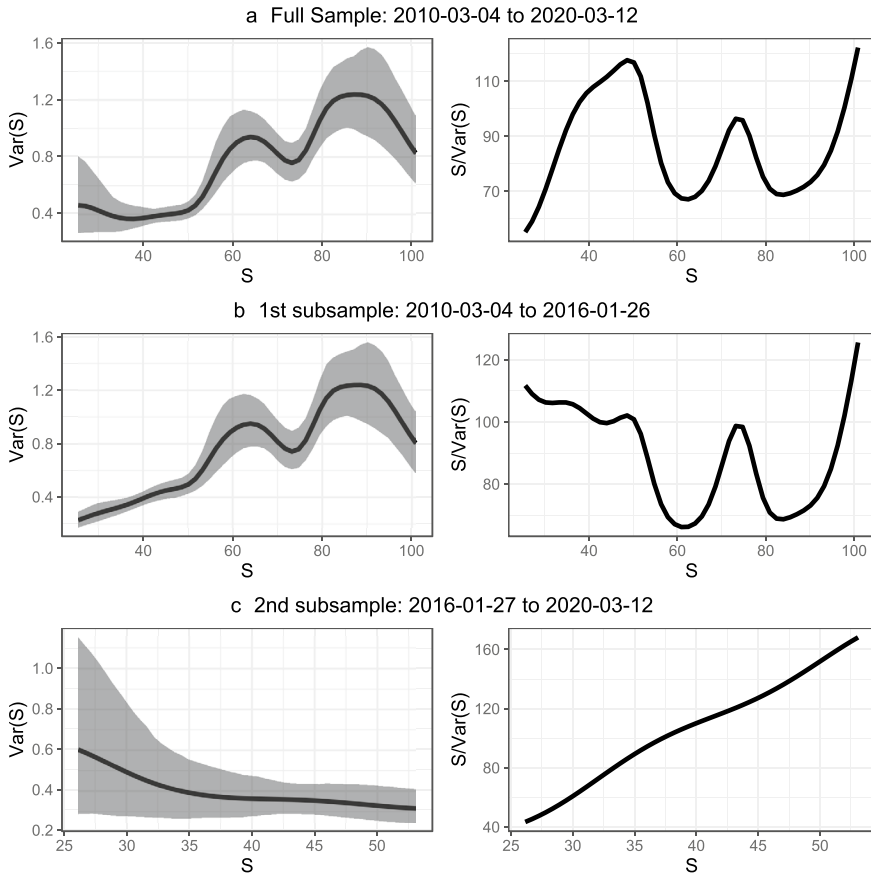 a Full Sample: 2010-03-04 to 2020-03-12
1.6
1.2
0.8
0.4
Var(S)
40 60 80 100
S
110
90
70
S/Var(S)
40 60 80 100
S
b 1st subsample: 2010-03-04 to 2016-01-26
1.6
1.2
0.8
0.4
Var(S)
40 60 80 100
S
120
100
80
S/Var(S)
40 60 80 100
S
c 2nd subsample: 2016-01-27 to 2020-03-12
1.0
0.8
0.6
0.4
0.2
Var(S)
25 30 35 40 45 50
S
160
120
80
40
S/Var(S)
25 30 35 40 45 50
S